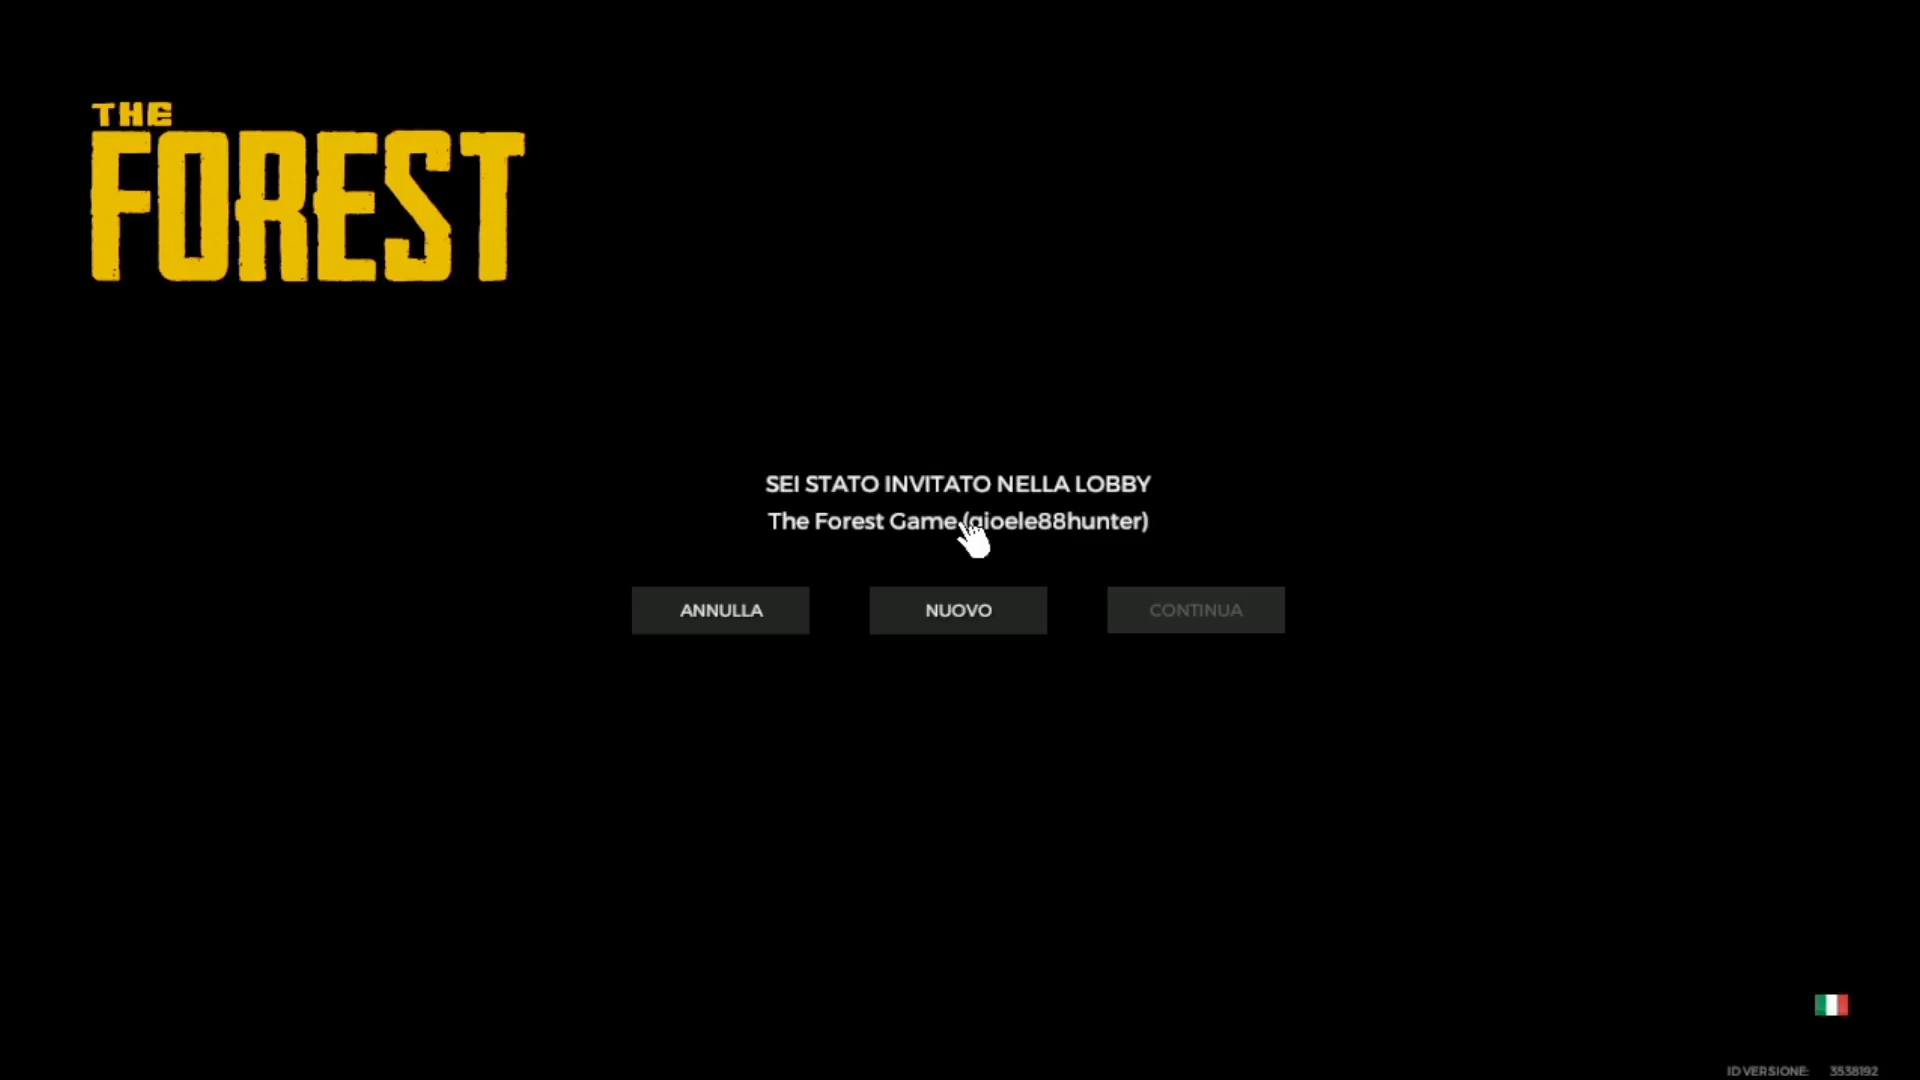 THE
FOREST
SEI STATO INVITATO NELLA LOBBY
The Forest Game (gioele88hunter)
ANNULLA
NUOVO
CONTINUA
ID VERSIONE: 3538192